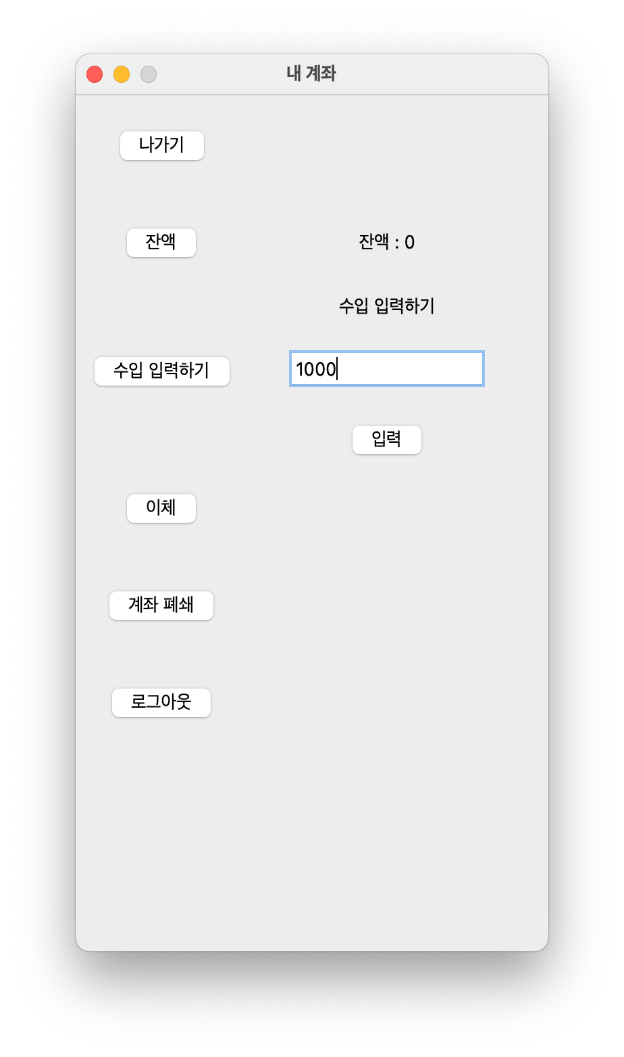 내 계좌
나가기
잔액
잔액 : 0
수입 입력하기
수입 입력하기
1000
입력
이체
계좌 폐쇄
로그아웃